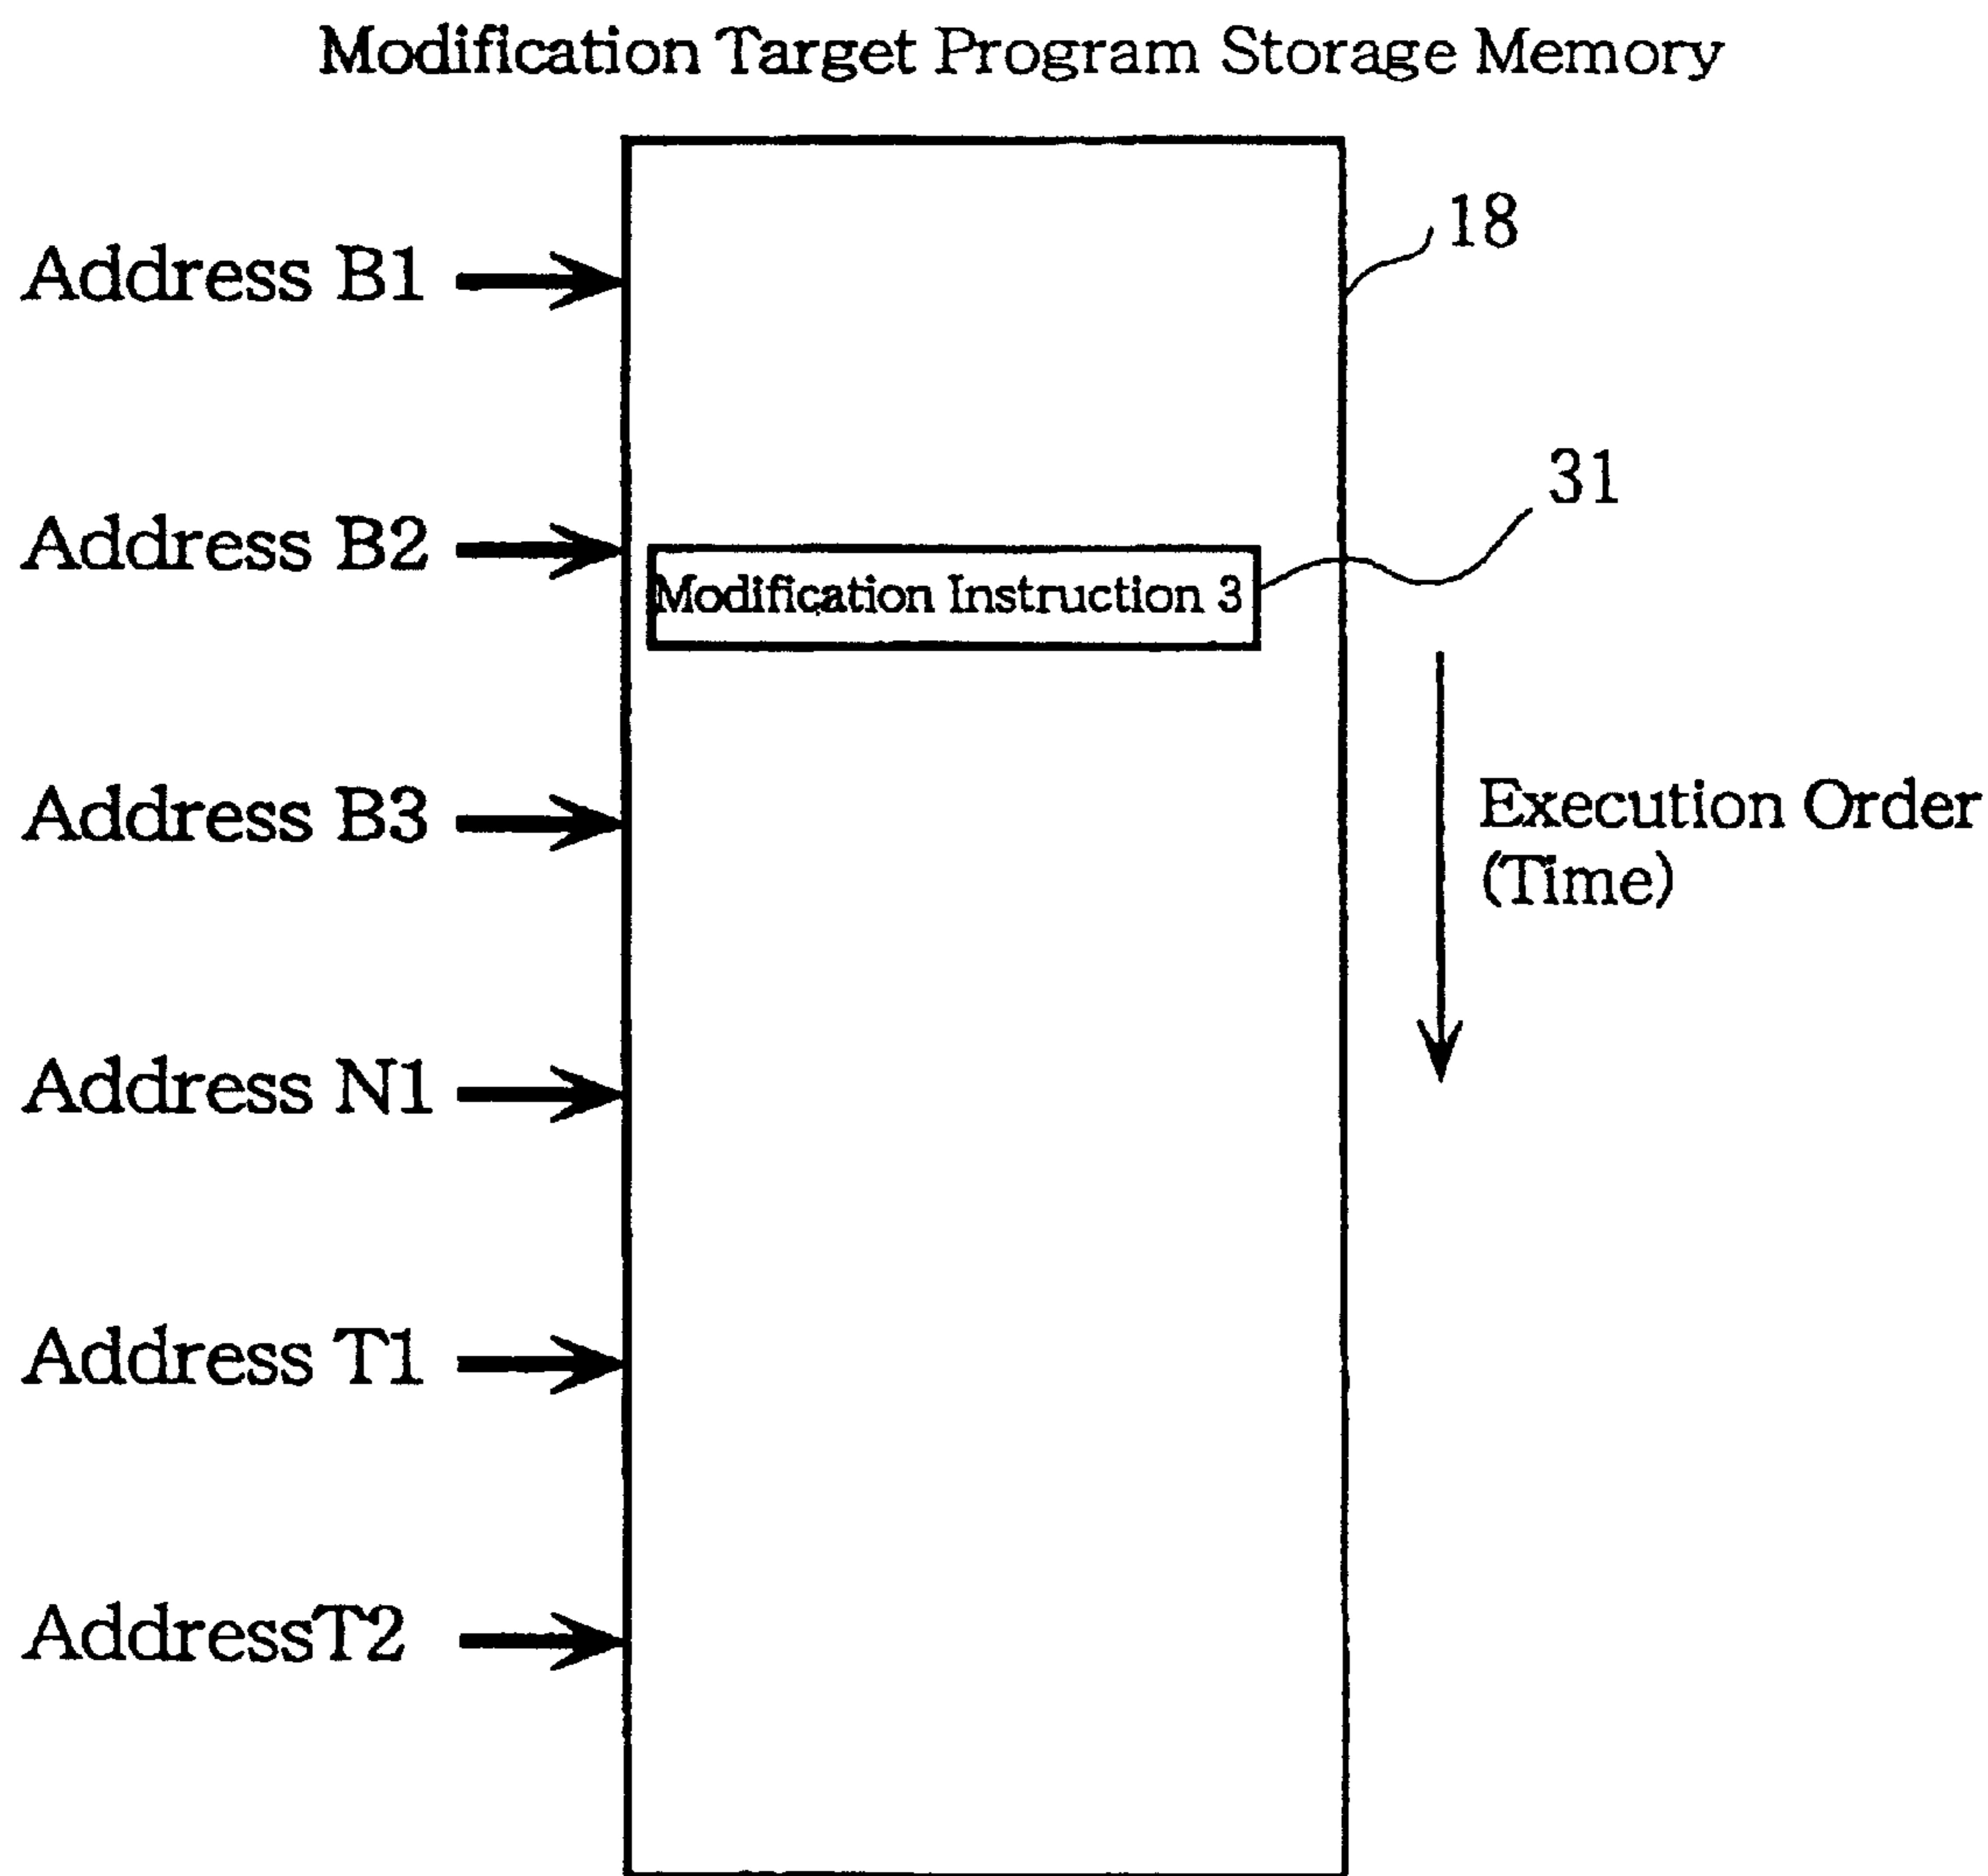 Modification Target Program Storage Memory
Address B1
18
Address B2
31
Modification Instruction 3
Address B3
Execution Order
(Time)
Address N1
Address T1
AddressT2